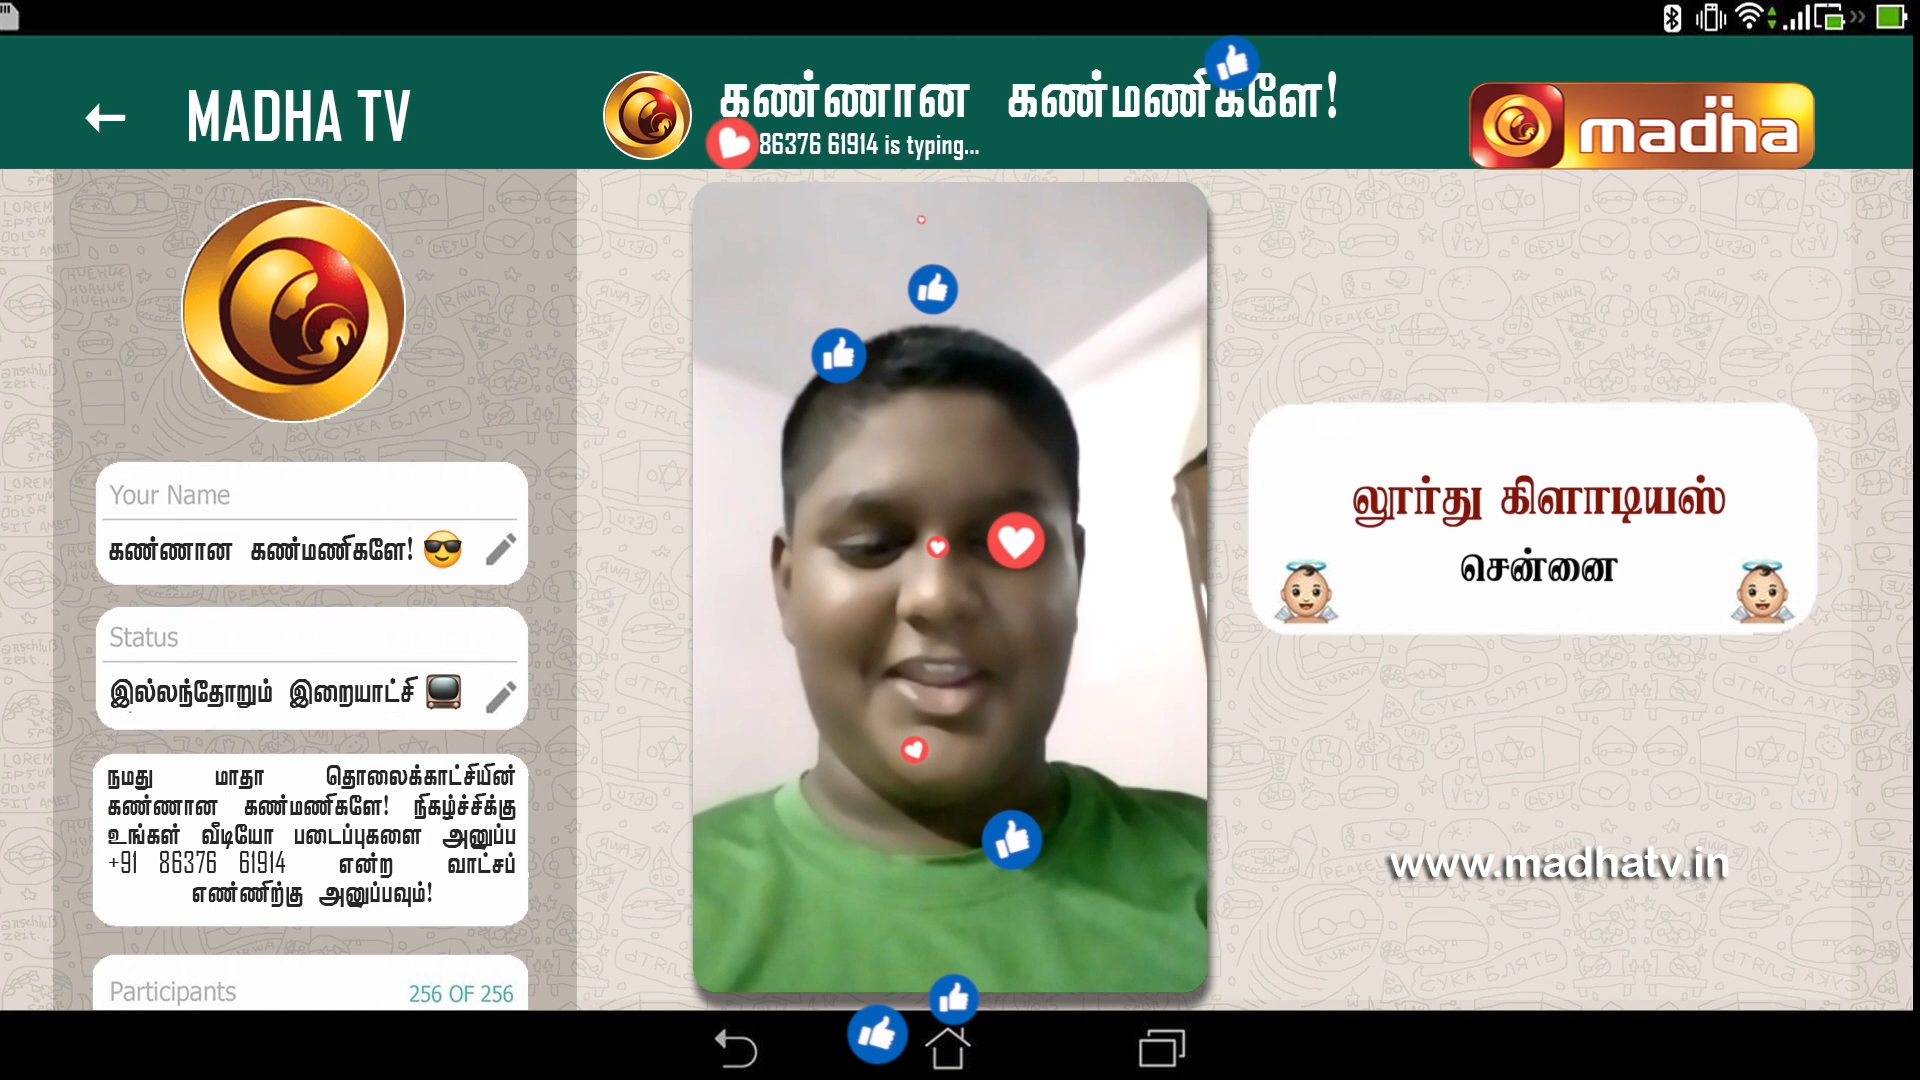 MADHA TV
கண்ணான கண்மணிகளே!
86376 61914 is typing...
madha
Your Name
கண்ணான கண்மணிகளே! 😎
Status
இல்லந்தோறும் இறையாட்சி 📺
நமது மாதா தொலைக்காட்சியின்
கண்ணான கண்மணிகளே! நிகழ்ச்சிக்கு
உங்கள் வீடியோ படைப்புகளை அனுப்ப
+91 86376 61914 என்ற வாட்சப்
எண்ணிற்கு அனுப்பவும்!
Participants
256 OF 256
லூர்து கிளாடியஸ்
சென்னை
www.madhatv.in